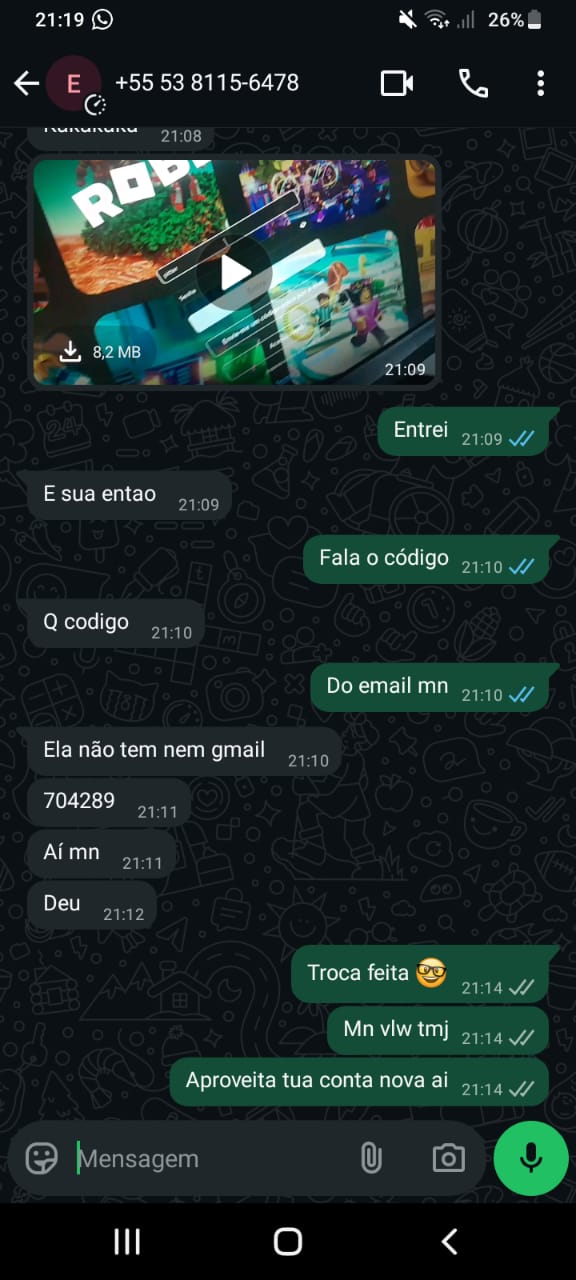 21:19
26%
E
+55 53 8115-6478
Kakakaka 21:08
ROBL
8,2 MB
21:09
Entrei 21:09
E sua entao 21:09
Fala o código 21:10
Q codigo 21:10
Do email mn 21:10
Ela não tem nem gmail 21:10
704289 21:11
Aí mn 21:11
Deu 21:12
Troca feita 🤓 21:14
Mn vlw tmj 21:14
Aproveita tua conta nova ai 21:14
Mensagem